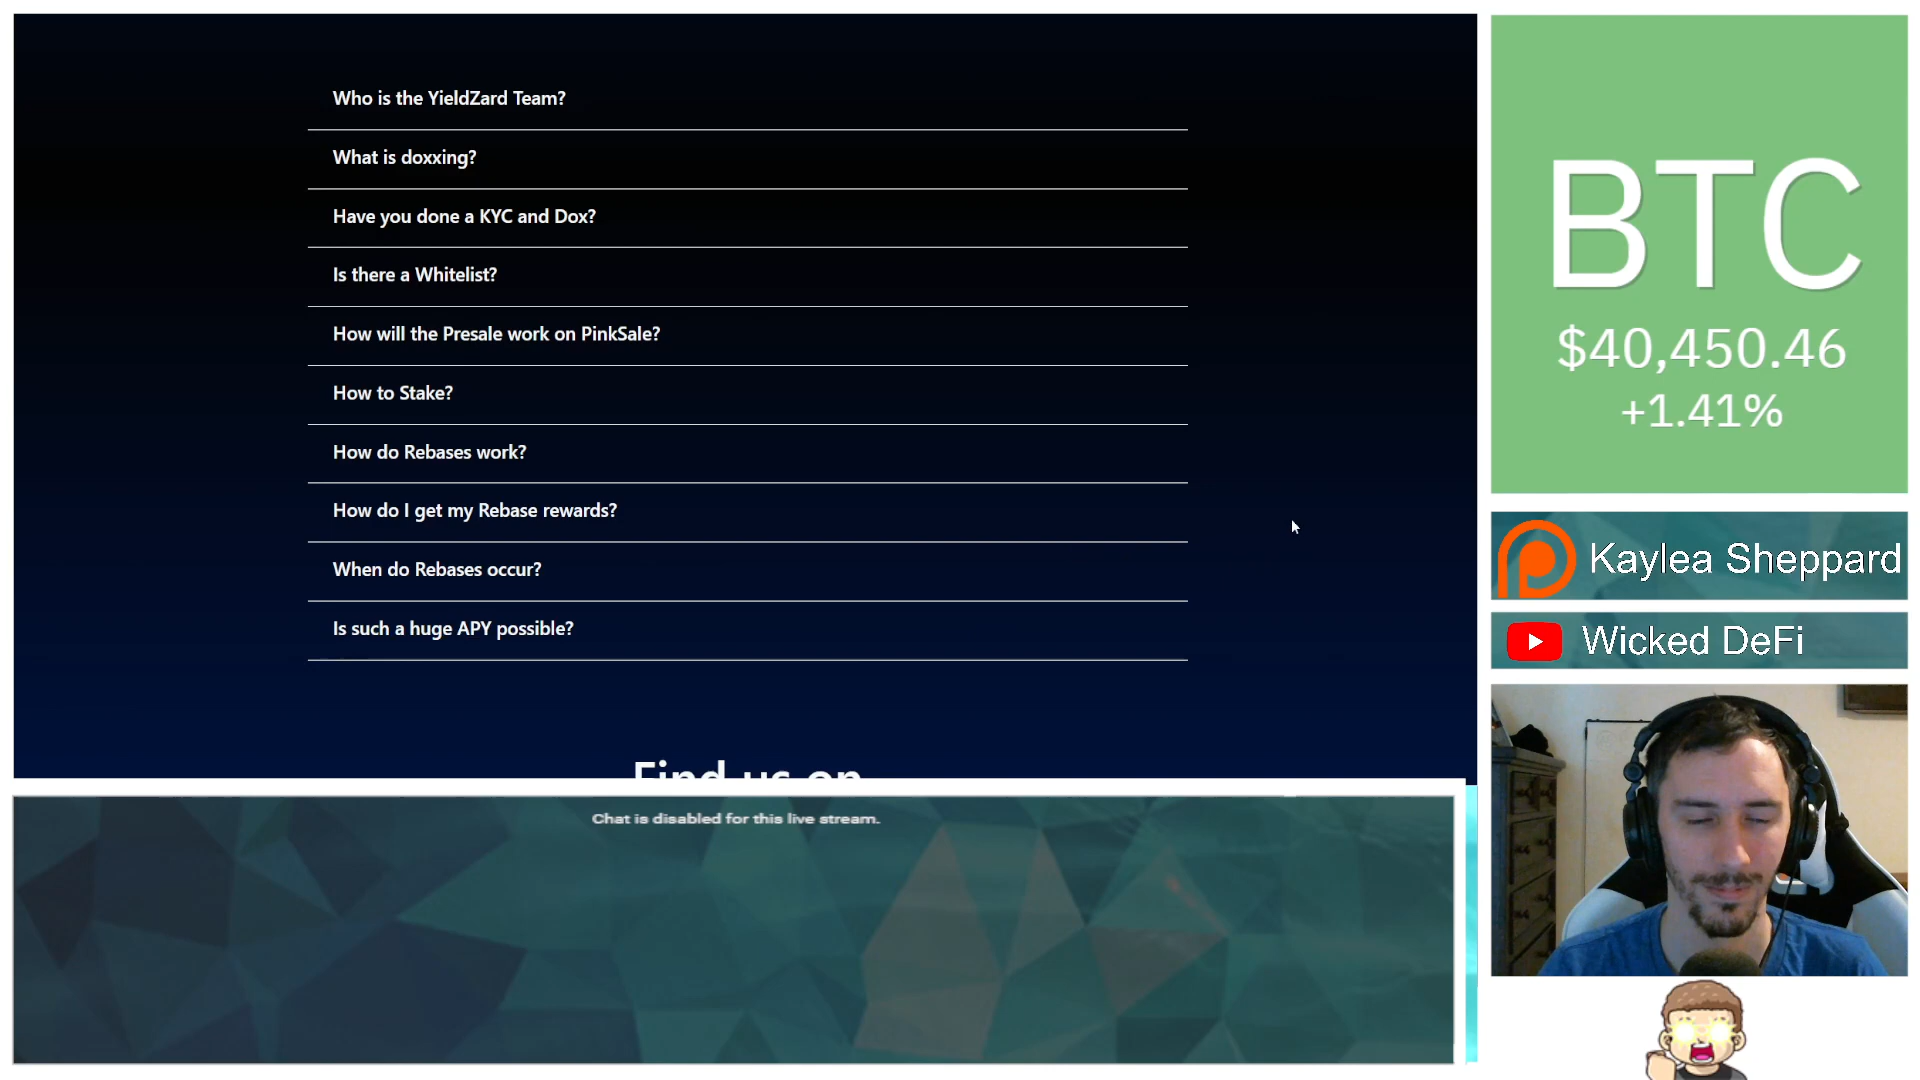 Who is the YieldZard Team?
What is doxxing?
Have you done a KYC and Dox?
Is there a Whitelist?
How will the Presale work on PinkSale?
How to Stake?
How do Rebases work?
How do I get my Rebase rewards?
When do Rebases occur?
Is such a huge APY possible?
Find us on
Chat is disabled for this live stream.
BTC
$40,450.46
+1.41%
Kaylea Sheppard
Wicked DeFi